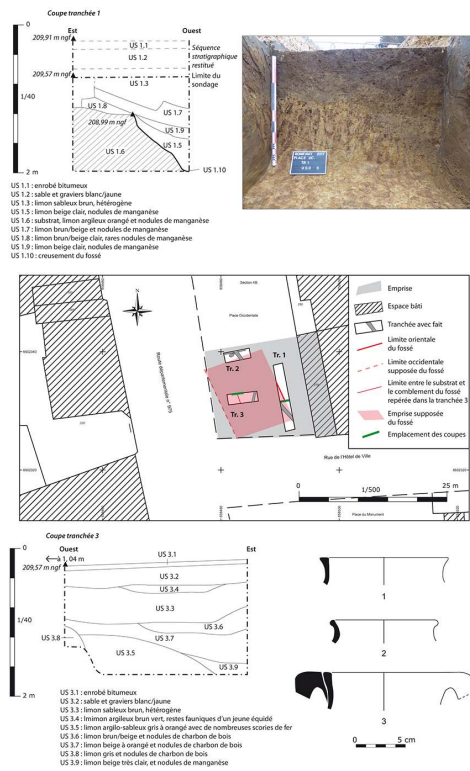 Coupe tranchée 1
0
Est
Ouest
209,91 m ngf
US 1.1
US 1.2
Séquence
stratigraphique
restitué
209,57 m ngf
Limite du
sondage
US 1.3
1/40
US 1.8
US 1.7
208,99 m ngf
US 1.9
US 1.6
US 1.5
2 m
US 1.10
US 1.1 : enrobé bitumeux
US 1.2 : sable et graviers blanc/jaune
US 1.3 : limon sableux brun, hétérogène
US 1.5 : limon beige clair, nodules de manganèse
US 1.6 : substrat, limon argileux orangé et nodules de manganèse
US 1.7 : limon brun/beige et nodules de manganèse
US 1.8 : limon brun/beige clair, rares nodules de manganèse
US 1.9 : limon beige clair, nodules de manganèse
US 1.10 : creusement du fossé
N
Section AB
Place Occidentale
Route départementale n° 975
Tr. 1
Tr. 2
Tr. 3
Rue de l'Hôtel de Ville
Place du Monument
0
1/500
25 m
Emprise
Espace bâti
Tranchée avec fait
Limite orientale
du fossé
Limite occidentale
supposée du fossé
Limite entre le substrat et
le comblement du fossé
repérée dans la tranchée 3
Emprise supposée
du fossé
Emplacement des coupes
Coupe tranchée 3
0
Ouest
Est
à 1, 04 m
209,57 m ngf
US 3.1
US 3.2
US 3.4
US 3.3
1/40
US 3.6
US 3.8
US 3.7
US 3.5
US 3.9
2 m
US 3.1 : enrobé bitumeux
US 3.2 : sable et graviers blanc/jaune
US 3.3 : limon sableux brun, hétérogène
US 3.4 : lmimon argileux brun vert, restes fauniques d'un jeune équidé
US 3.5 : limon argilo-sableux gris à orangé avec de nombreuses scories de fer
US 3.6 : limon brun/beige et nodules de charbon de bois
US 3.7 : limon beige à orangé et nodules de charbon de bois
US 3.8 : limon gris et nodules de charbon de bois
US 3.9 : limon beige très clair, et nodules de manganèse
1
2
3
0
5 cm